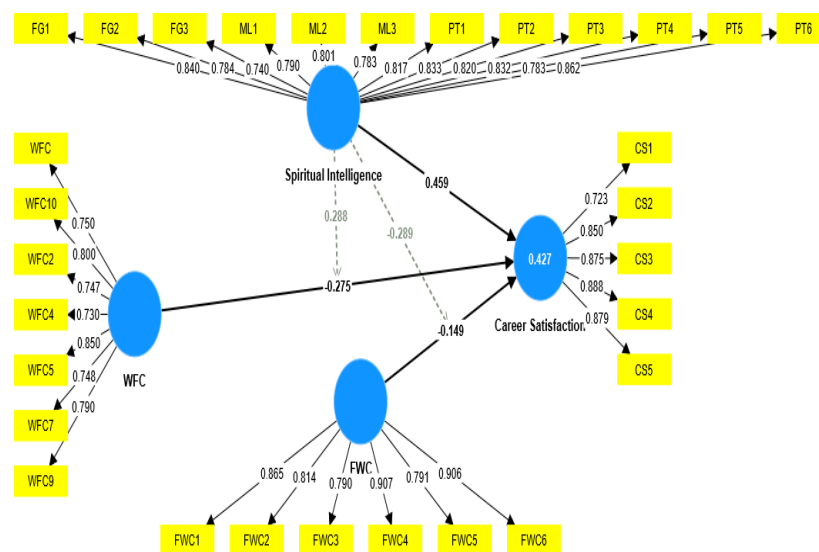 FG1 FG2 FG3 ML1 ML2 ML3 PT1 PT2 PT3 PT4 PT5 PT6
0.840 0.784 0.740 0.790 0.801 0.783 0.817 0.833 0.820 0.832 0.783 0.862
Spiritual Intelligence
WFC
WFC10
WFC2
WFC4
WFC5
WFC7
WFC9
0.750
0.800
0.747
0.730
0.850
0.748
0.790
WFC
0.288
-0.289
0.459
-0.275
-0.149
0.427
Career Satisfaction
CS1
CS2
CS3
CS4
CS5
0.723
0.850
0.875
0.888
0.879
FWC
0.865 0.814 0.790 0.907 0.791 0.906
FWC1 FWC2 FWC3 FWC4 FWC5 FWC6